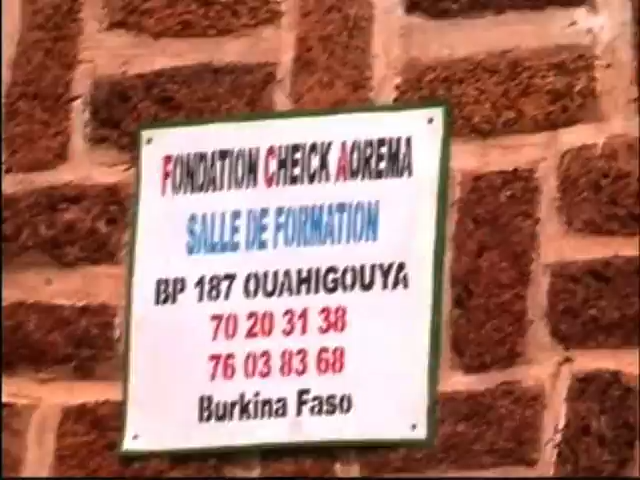 FONDATION CHEICK AOREMA
SALLE DE FORMATION
BP 187 OUAHIGOUYA
70 20 31 38
76 03 83 68
Burkina Faso